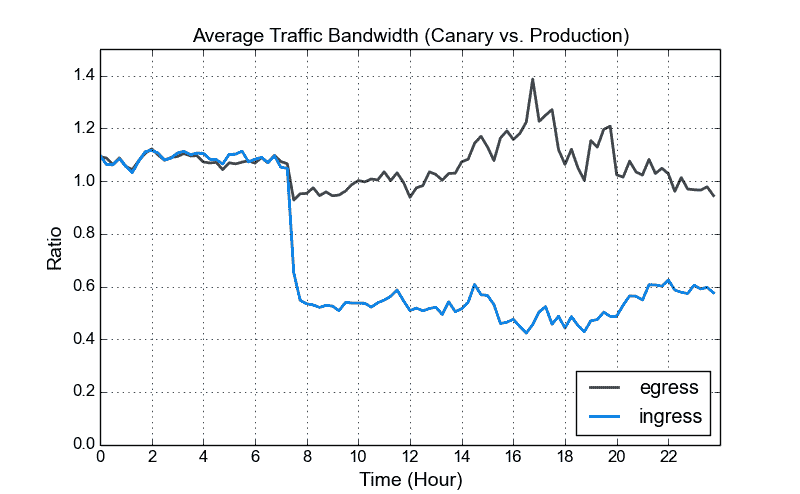 Average Traffic Bandwidth (Canary vs. Production)
1.4
1.2
1.0
0.8
0.6
0.4
0.2
0.0
Ratio
egress
ingress
0 2 4 6 8 10 12 14 16 18 20 22
Time (Hour)